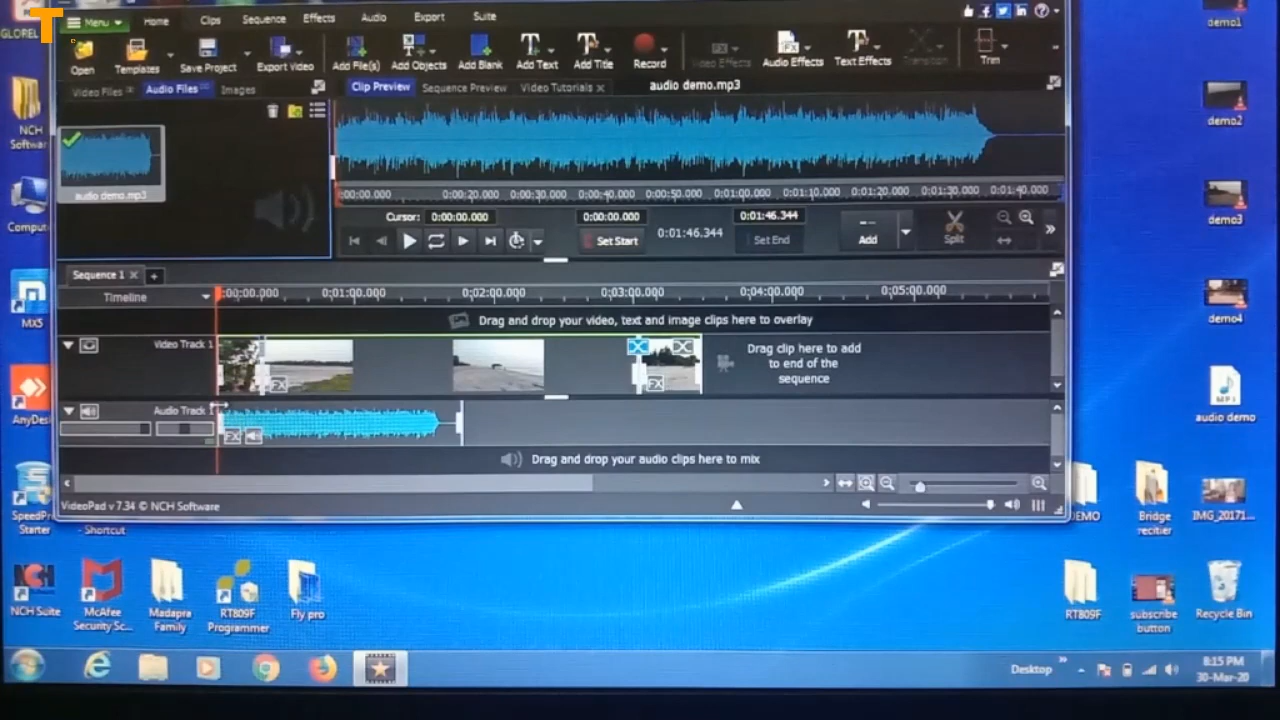 T
GLOREL
Menu Home Clips Sequence Effects Audio Export Suite
Open Templates Save Project Export Video Add File(s) Add Objects Add Blank Add Text Add Title Record Video Effects Audio Effects Text Effects Transition Trim
Video Files Audio Files Images
Clip Preview Sequence Preview Video Tutorials audio demo.mp3
audio demo.mp3
0:00:00.000 0:00:20.000 0:00:30.000 0:00:40.000 0:00:50.000 0:01:00.000 0:01:10.000 0:01:20.000 0:01:30.000 0:01:40.000
Cursor: 0:00:00.000 0:00:00.000 0:01:46.344 0:01:46.344
Set Start Set End Add Split
Sequence 1
Timeline :00:00.000 0:01:00.000 0:02:00.000 0:03:00.000 0:04:00.000 0:05:00.000
Drag and drop your video, text and image clips here to overlay
Video Track 1
FX
FX
Drag clip here to add
to end of the
sequence
Audio Track 1
FX
Drag and drop your audio clips here to mix
VideoPad v 7.34 © NCH Software
NCH
Software
Comput
MX5
AnyDes
SpeedP
Starter
- Shortcut
NCH
NCH Suite
McAfee
Security Sc...
Madapra
Family
RT809F
Programmer
Fly pro
demo1
demo2
demo3
demo4
audio demo
DEMO
Bridge
recitier
IMG_20171...
RT809F
subscribe
button
Recycle Bin
Desktop
8:15 PM
30-Mar-20